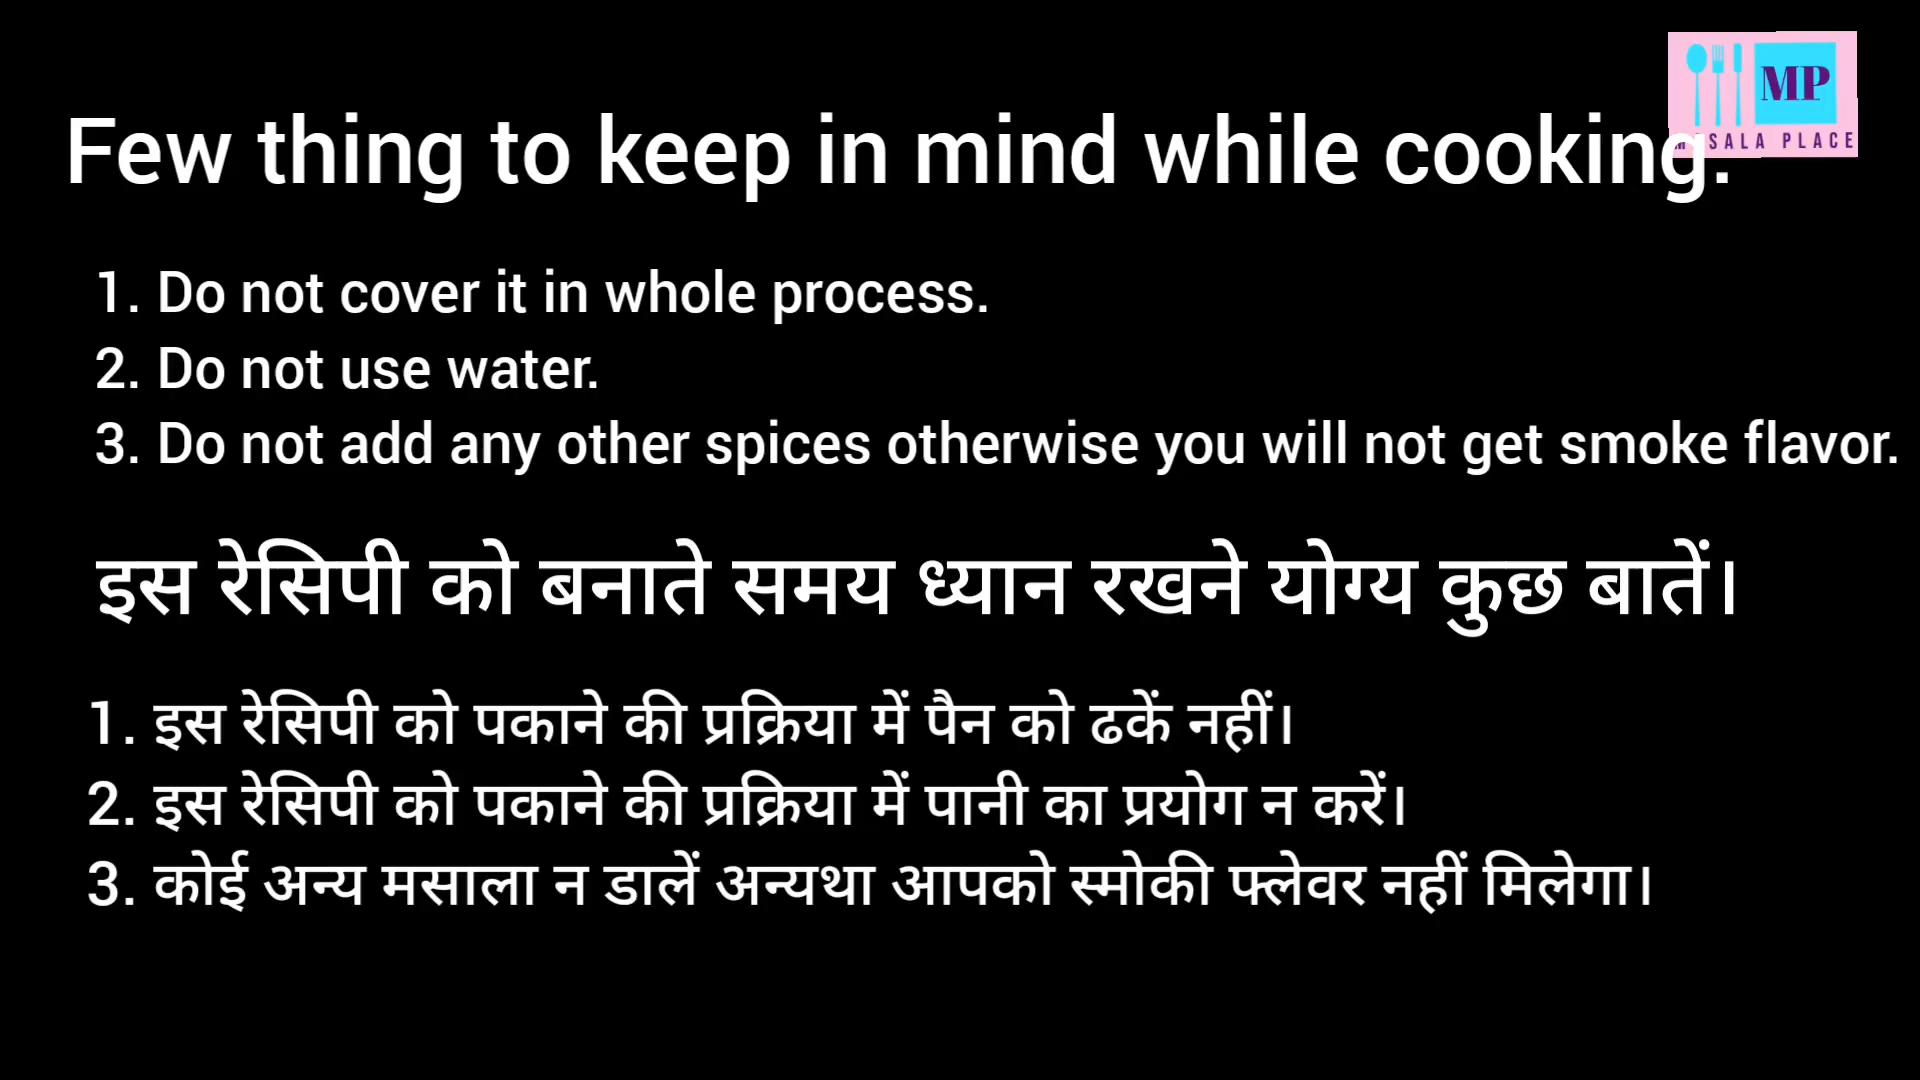 MP
SALA PLACE
Few thing to keep in mind while cooking.
1. Do not cover it in whole process.
2. Do not use water.
3. Do not add any other spices otherwise you will not get smoke flavor.
इस रेसिपी को बनाते समय ध्यान रखने योग्य कुछ बातें।
1. इस रेसिपी को पकाने की प्रक्रिया में पैन को ढकें नहीं।
2. इस रेसिपी को पकाने की प्रक्रिया में पानी का प्रयोग न करें।
3. कोई अन्य मसाला न डालें अन्यथा आपको स्मोकी फ्लेवर नहीं मिलेगा।